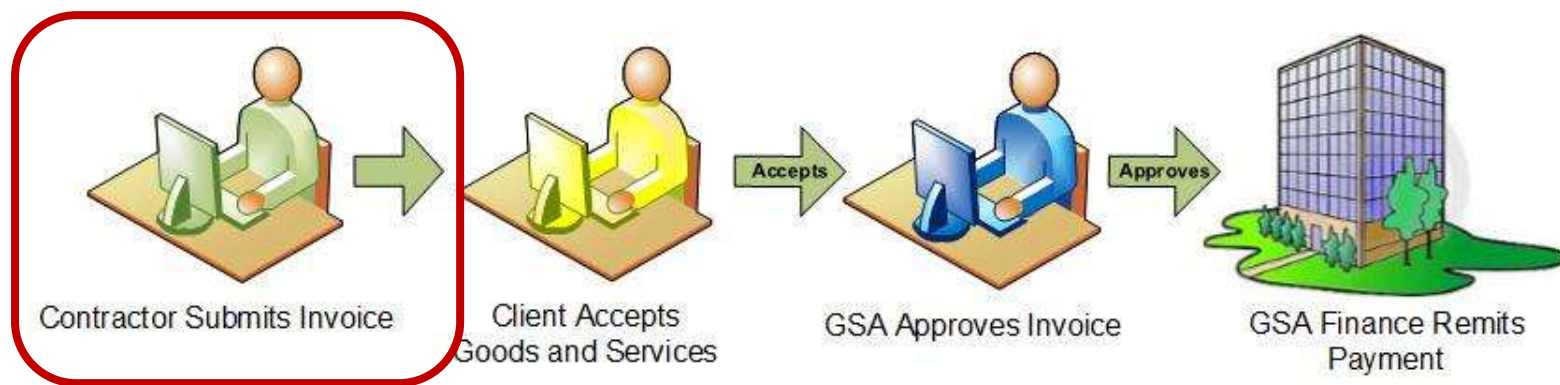 Accepts
Approves
Contractor Submits Invoice
Client Accepts
Goods and Services
GSA Approves Invoice
GSA Finance Remits
Payment